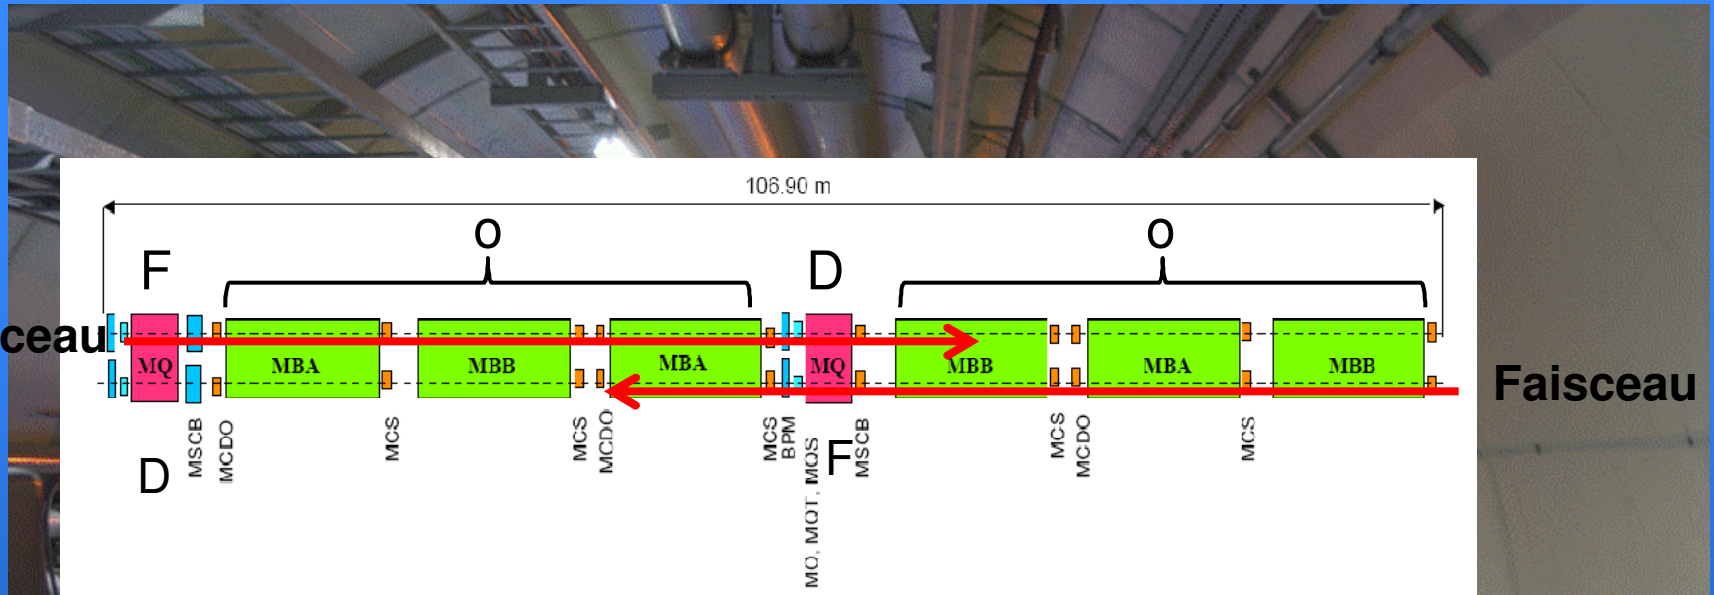 106.90 m
O O
F D
ceau
MQ MBA MBB MBA MQ MBB MBA MBB
Faisceau
D MSCB MCDO MCS MCS MCDO MCS BPM MQ, MQT, MQS F MSCB MCS MCDO MCS